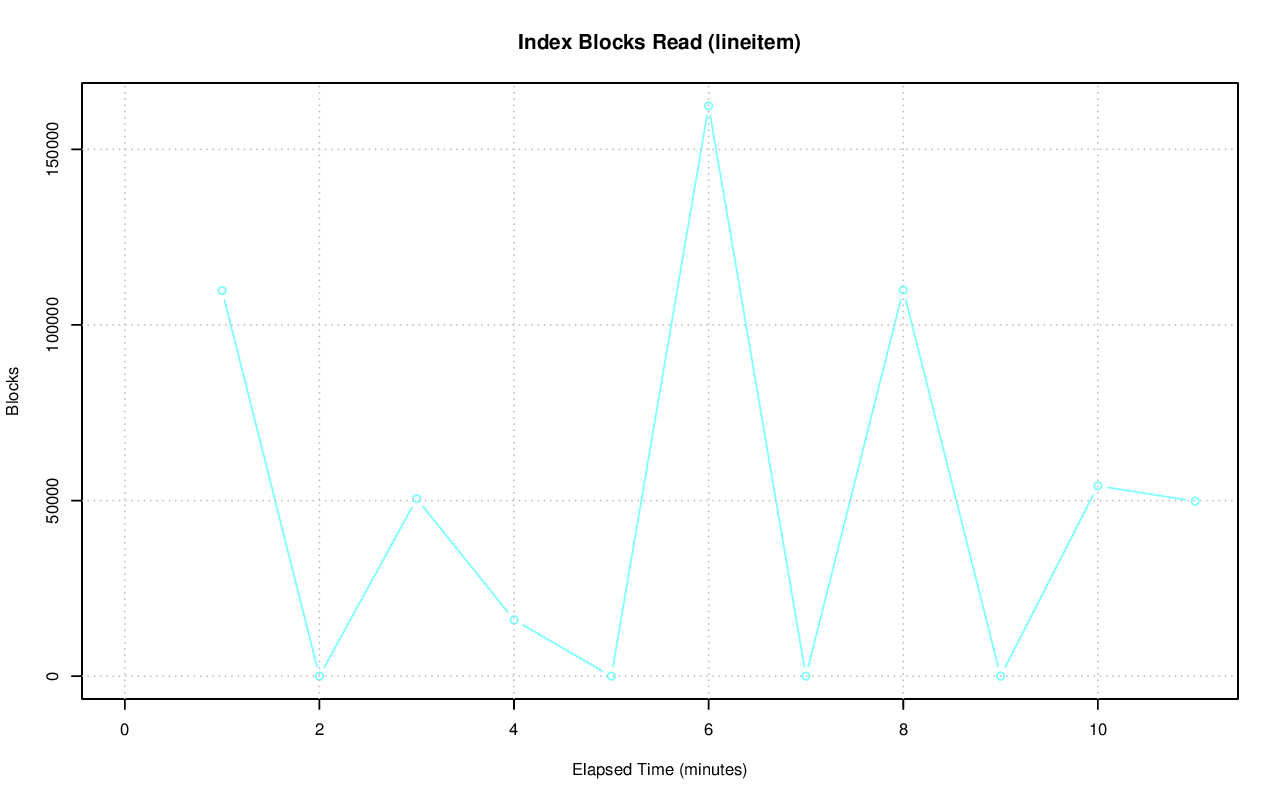 Index Blocks Read (lineitem)
Blocks
150000
100000
50000
0
0 2 4 6 8 10
Elapsed Time (minutes)